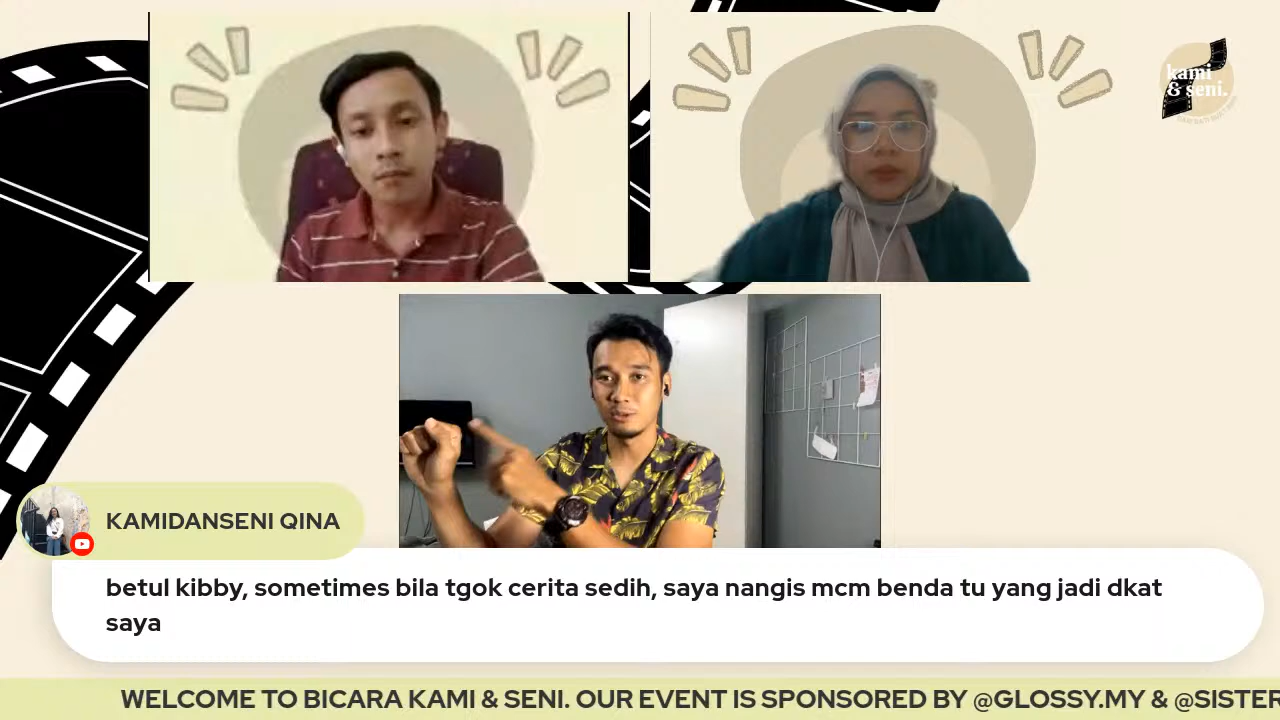 kami
& seni.
KAMIDANSENI QINA
betul kibby, sometimes bila tgok cerita sedih, saya nangis mcm benda tu yang jadi dkat
saya
WELCOME TO BICARA KAMI & SENI. OUR EVENT IS SPONSORED BY @GLOSSY.MY & @SISTER